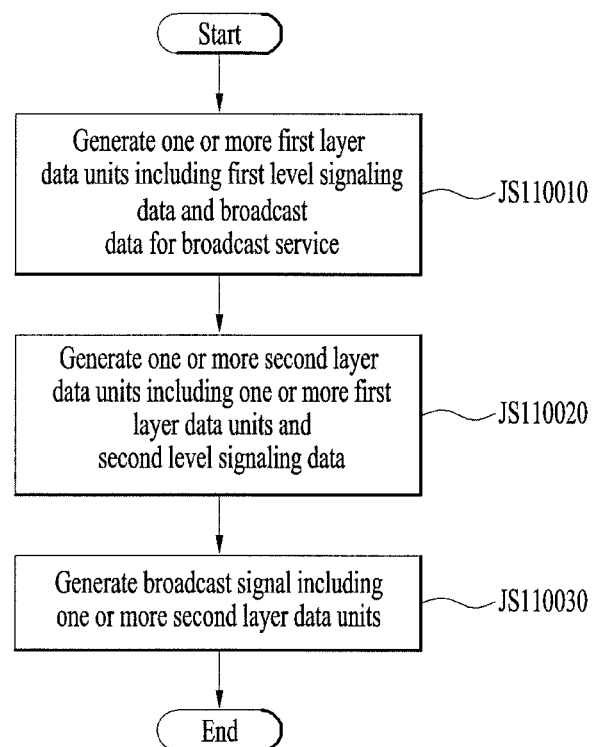 Start
Generate one or more first layer
data units including first level signaling
data and broadcast
data for broadcast service
JS110010
Generate one or more second layer
data units including one or more first
layer data units and
second level signaling data
JS110020
Generate broadcast signal including
one or more second layer data units
JS110030
End